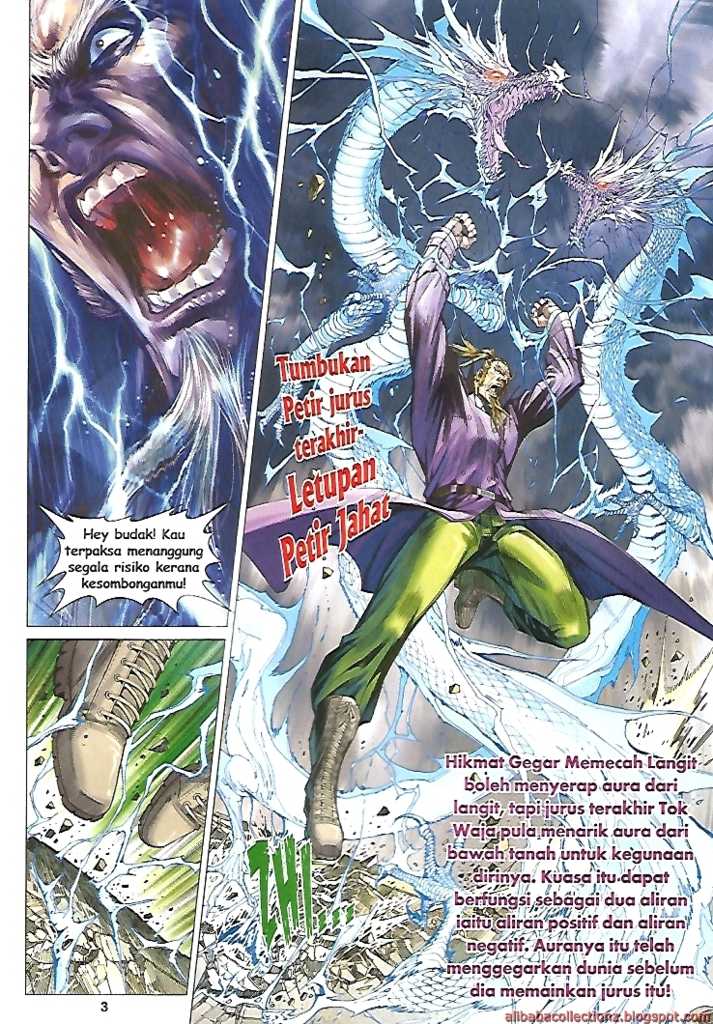 Hey budak! Kau
terpaksa menanggung
segala risiko kerana
kesombonganmu!
Tumbukan
Petir jurus
terakhir-
Letupan
Petir Jahat
ZHI...
Hikmat Gegar Memecah Langit
boleh menyerap aura dari
langit, tapi jurus terakhir Tok
Waja pula menarik aura dari
bawah tanah untuk kegunaan
dirinya. Kuasa itu dapat
berfungsi sebagai dua aliran
iaitu aliran positif dan aliran
negatif. Auranya itu telah
menggegarkan dunia sebelum
dia memainkan jurus itu!
3
alibabacollectionz.blogspot.com